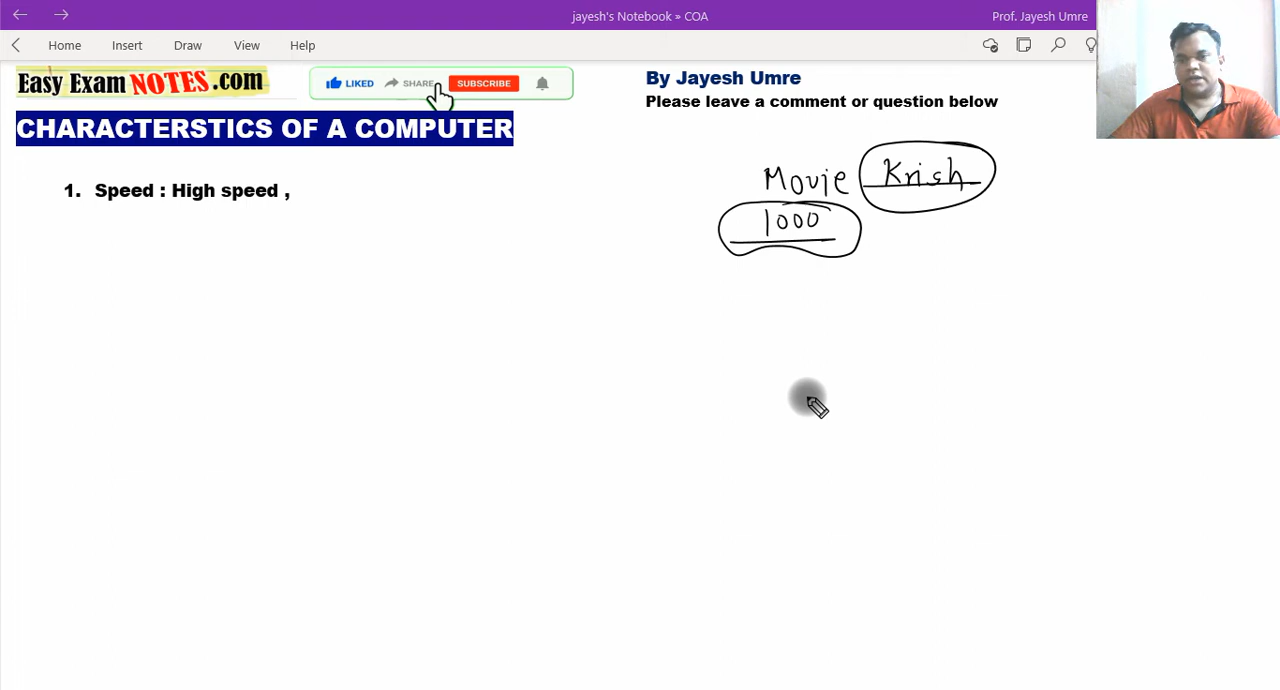 jayesh's Notebook » COA
Prof. Jayesh Umre
Home Insert Draw View Help
Easy Exam NOTES.com
LIKED SHARE SUBSCRIBE
By Jayesh Umre
Please leave a comment or question below
CHARACTERSTICS OF A COMPUTER
Movie Krish
1. Speed : High speed ,
1000